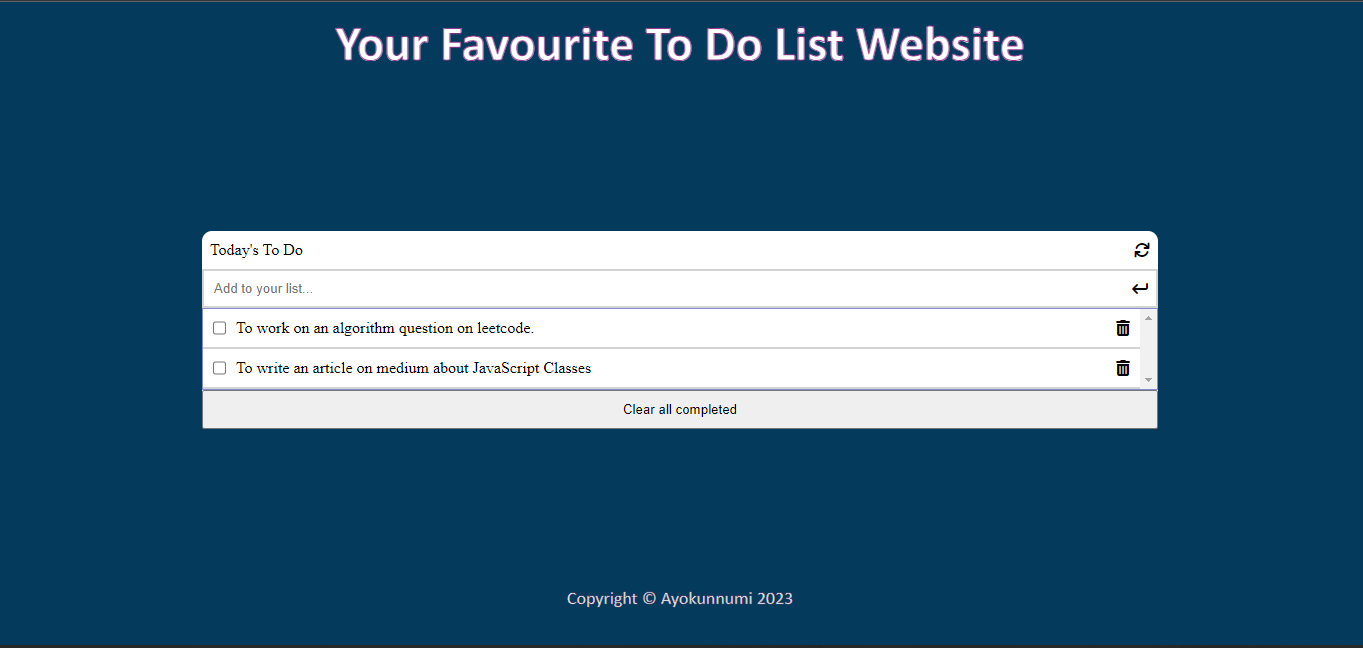 Your Favourite To Do List Website
Today's To Do
Add to your list...
To work on an algorithm question on leetcode.
To write an article on medium about JavaScript Classes
Clear all completed
Copyright © Ayokunnumi 2023